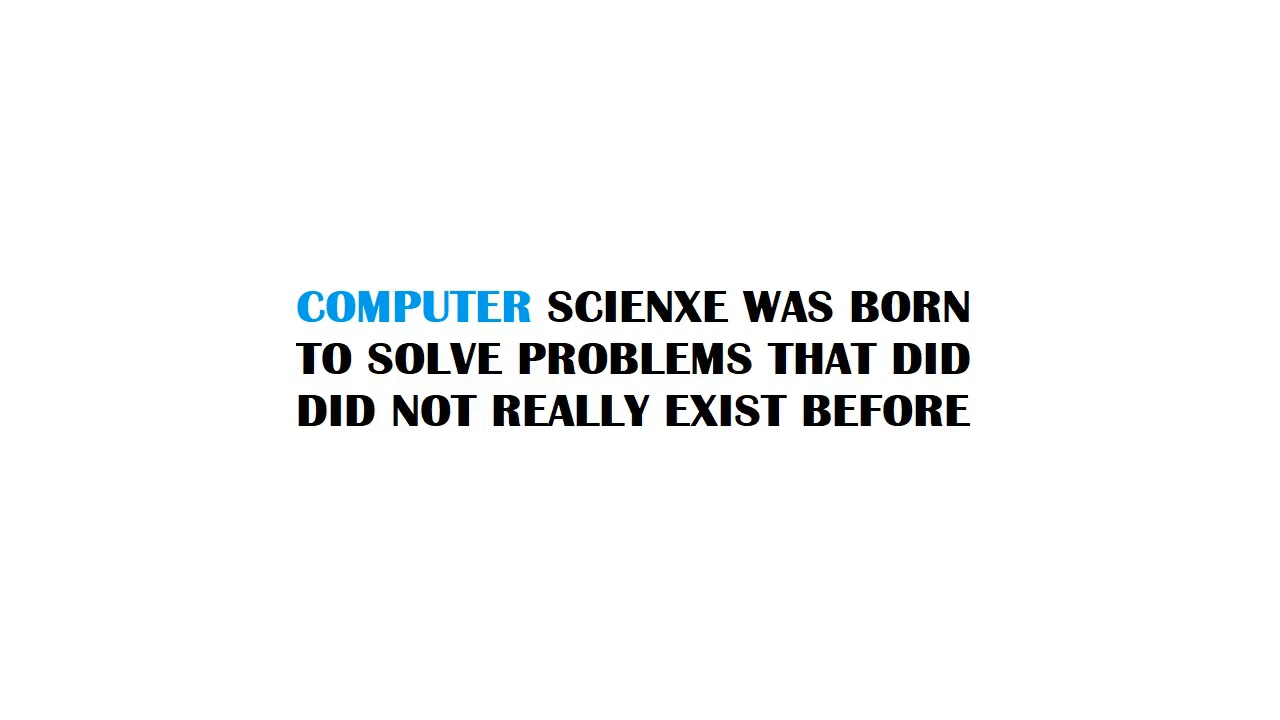 COMPUTER SCIENXE WAS BORN
TO SOLVE PROBLEMS THAT DID
DID NOT REALLY EXIST BEFORE